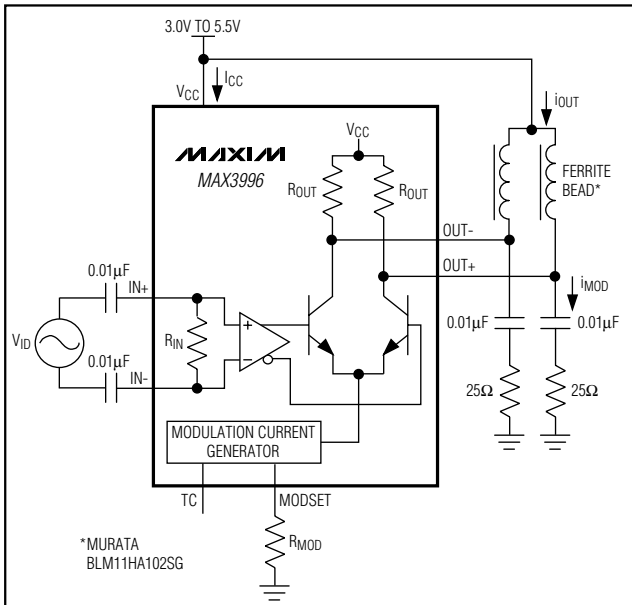 3.0V TO 5.5V
ICC
VCC
iOUT
VCC
MAXIM
MAX3996
ROUT
ROUT
FERRITE
BEAD*
OUT-
OUT+
0.01µF
IN+
iMOD
0.01µF
0.01µF
VID
RIN
+
−
0.01µF
IN-
25Ω
25Ω
MODULATION CURRENT
GENERATOR
TC
MODSET
RMOD
*MURATA
BLM11HA102SG